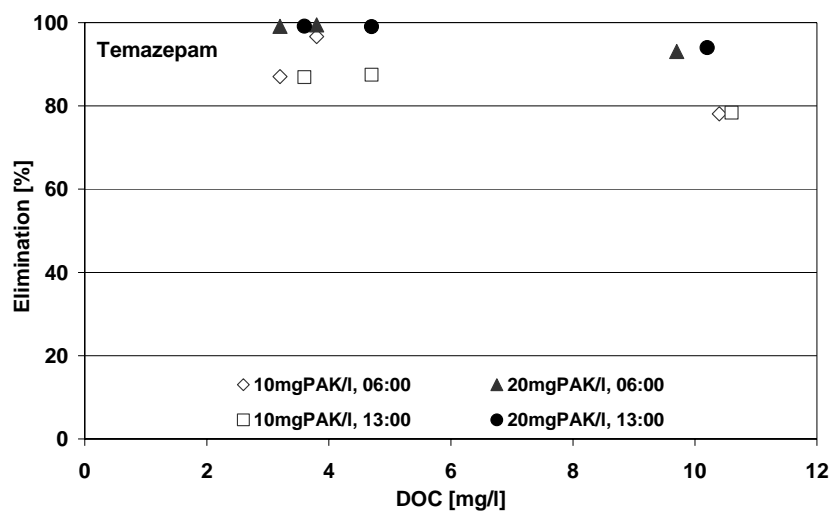 100
Temazepam
80
60
40
20
0
Elimination [%]
10mgPAK/l, 06:00 20mgPAK/l, 06:00
10mgPAK/l, 13:00 20mgPAK/l, 13:00
0 2 4 6 8 10 12
DOC [mg/l]